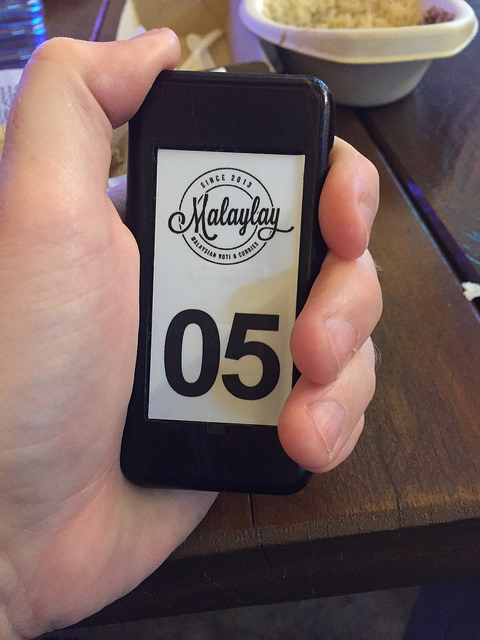 SINCE 2013
Malaylay
MALAYSIAN ROTI & CURRIES
05